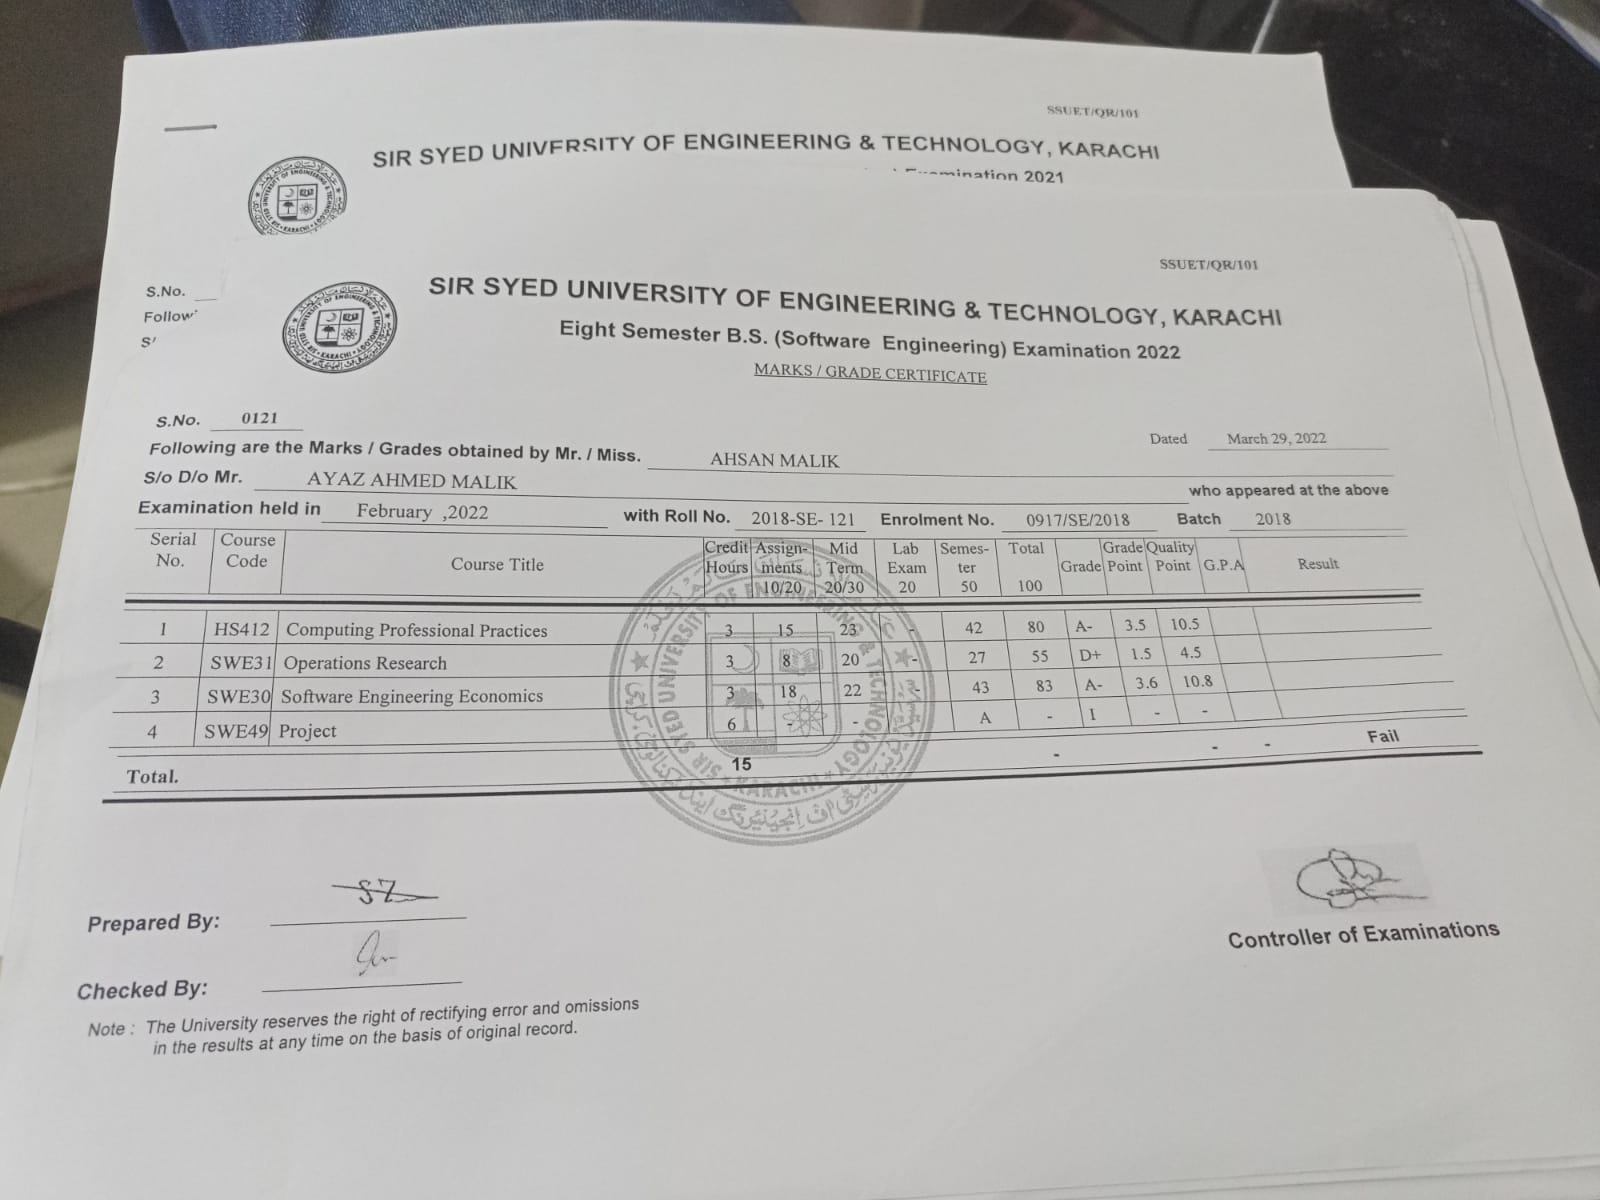 SSUET/QR/101
SIR SYED UNIVERSITY OF ENGINEERING & TECHNOLOGY, KARACHI
Examination 2021
S.No.
Follow
S/
SSUET/QR/101
SIR SYED UNIVERSITY OF ENGINEERING & TECHNOLOGY, KARACHI
Eight Semester B.S. (Software Engineering) Examination 2022
MARKS / GRADE CERTIFICATE
S.No. 0121
Dated March 29, 2022
Following are the Marks / Grades obtained by Mr. / Miss. AHSAN MALIK
S/o D/o Mr. AYAZ AHMED MALIK who appeared at the above
Examination held in February ,2022 with Roll No. 2018-SE- 121 Enrolment No. 0917/SE/2018 Batch 2018
Serial No. Course Code Course Title Credit Hours Assign-ments 10/20 Mid Term 20/30 Lab Exam 20 Semes-ter 50 Total 100 Grade Grade Point Quality Point G.P.A Result
1 HS412 Computing Professional Practices 3 15 23 - 42 80 A- 3.5 10.5
2 SWE31 Operations Research 3 8 20 - 27 55 D+ 1.5 4.5
3 SWE30 Software Engineering Economics 3 18 22 - 43 83 A- 3.6 10.8
4 SWE49 Project 6 - - A - I - -
Total. 15 - - - Fail
SIR SYED UNIVERSITY OF ENGINEERING & TECHNOLOGY KARACHI
Prepared By:
Checked By:
Controller of Examinations
Note : The University reserves the right of rectifying error and omissions
in the results at any time on the basis of original record.